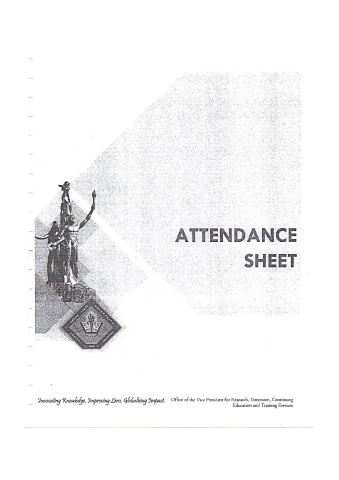 ATTENDANCE
SHEET
Innovating Knowledge, Improving Lives, Globalizing Impact.
Office of the Vice President for Research, Extension, Continuing
Education and Training Services